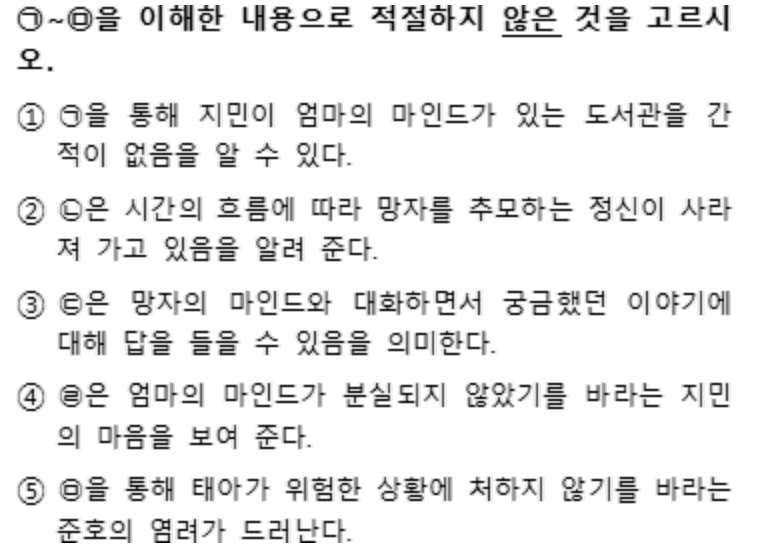 ㉠~㉤을 이해한 내용으로 적절하지 않은 것을 고르시
오.
① ㉠을 통해 지민이 엄마의 마인드가 있는 도서관을 간
적이 없음을 알 수 있다.
② ㉡은 시간의 흐름에 따라 망자를 추모하는 정신이 사라
져 가고 있음을 알려 준다.
③ ㉢은 망자의 마인드와 대화하면서 궁금했던 이야기에
대해 답을 들을 수 있음을 의미한다.
④ ㉣은 엄마의 마인드가 분실되지 않았기를 바라는 지민
의 마음을 보여 준다.
⑤ ㉤을 통해 태아가 위험한 상황에 처하지 않기를 바라는
준호의 염려가 드러난다.